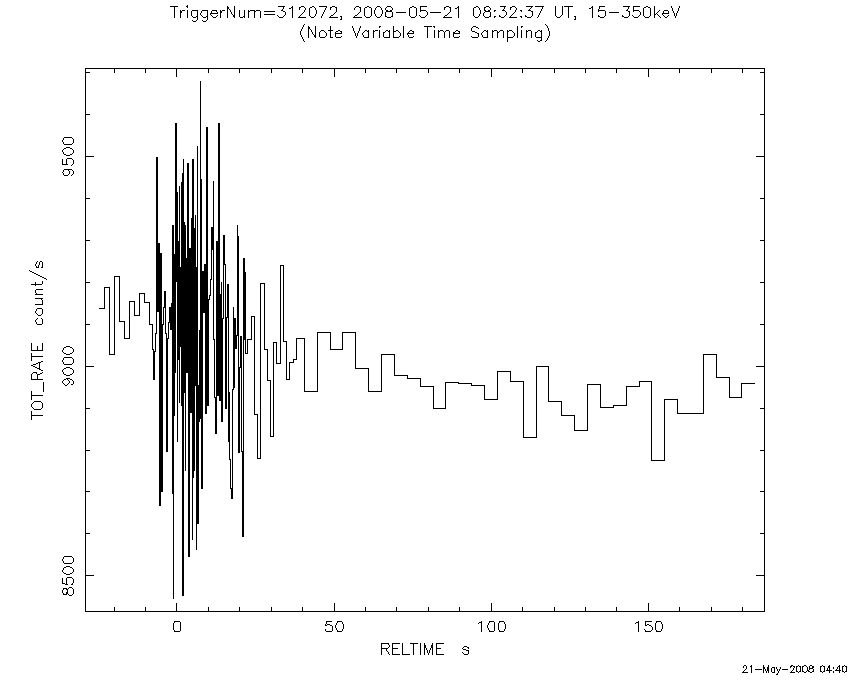 TriggerNum=312072, 2008-05-21 08:32:37 UT, 15-350keV
(Note Variable Time Sampling)
9500
9000
8500
TOT_RATE count/s
0 50 100 150
RELTIME s
21-May-2008 04:40